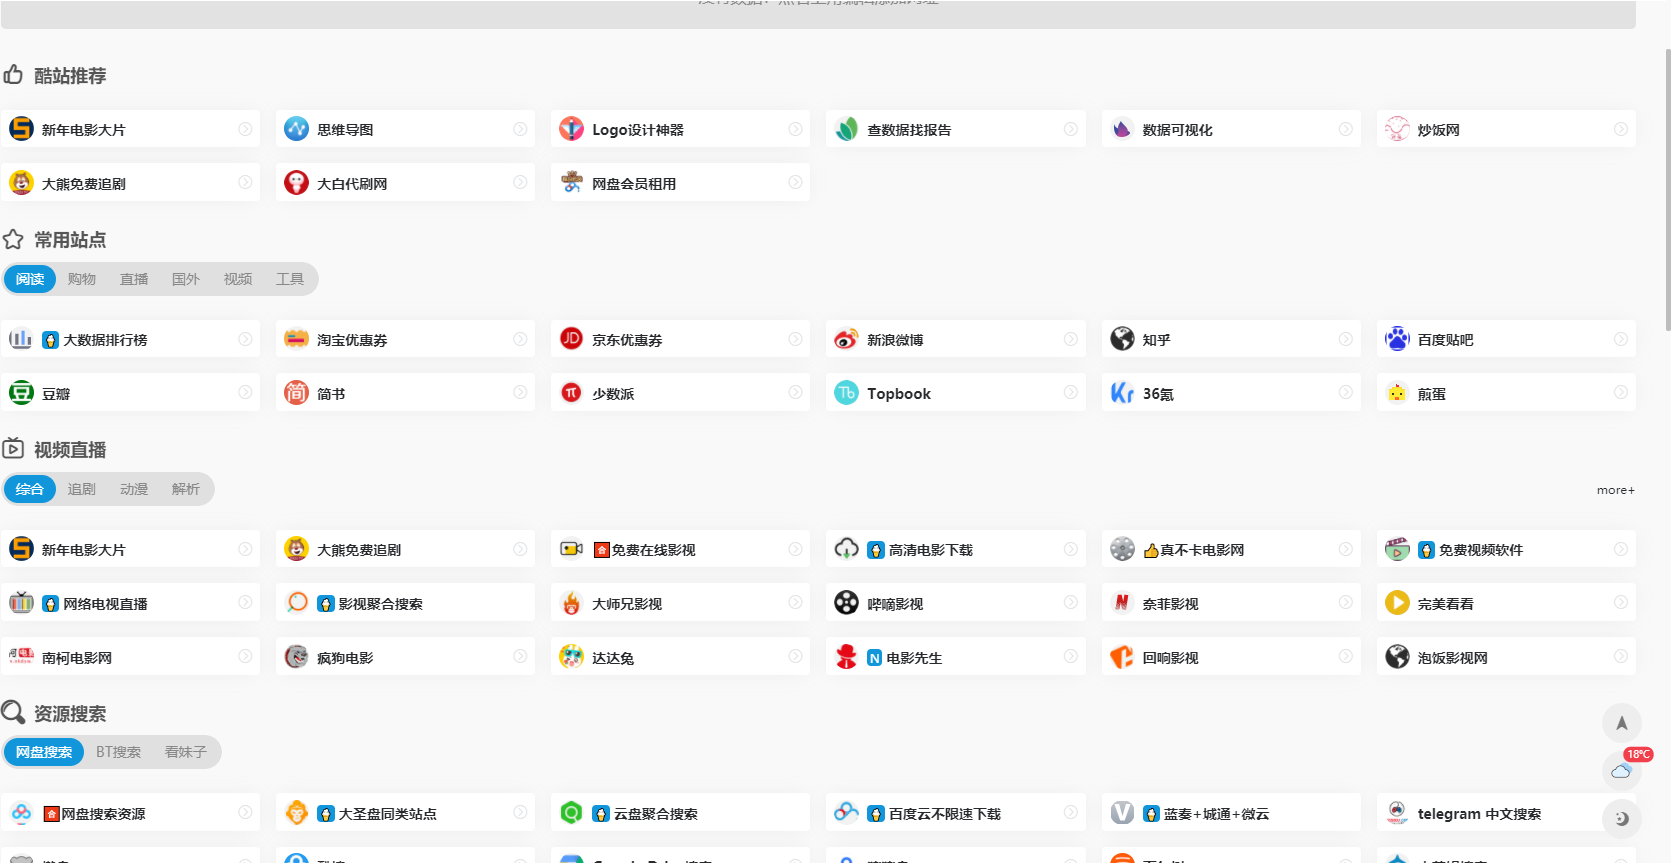 酷站推荐
新年电影大片 思维导图 Logo设计神器 查数据找报告 数据可视化 炒饭网
大熊免费追剧 大白代刷网 网盘会员租用
常用站点
阅读 购物 直播 国外 视频 工具
大数据排行榜 淘宝优惠券 京东优惠券 新浪微博 知乎 百度贴吧
豆瓣 简书 少数派 Topbook 36氪 煎蛋
视频直播
综合 追剧 动漫 解析 more+
新年电影大片 大熊免费追剧 合免费在线影视 高清电影下载 👍真不卡电影网 免费视频软件
网络电视直播 影视聚合搜索 大师兄影视 哔嘀影视 奈菲影视 完美看看
南柯电影网 疯狗电影 达达兔 N 电影先生 回响影视 泡饭影视网
资源搜索
网盘搜索 BT搜索 看妹子
18℃
合网盘搜索资源 大圣盘同类站点 云盘聚合搜索 百度云不限速下载 蓝奏+城通+微云 telegram 中文搜索